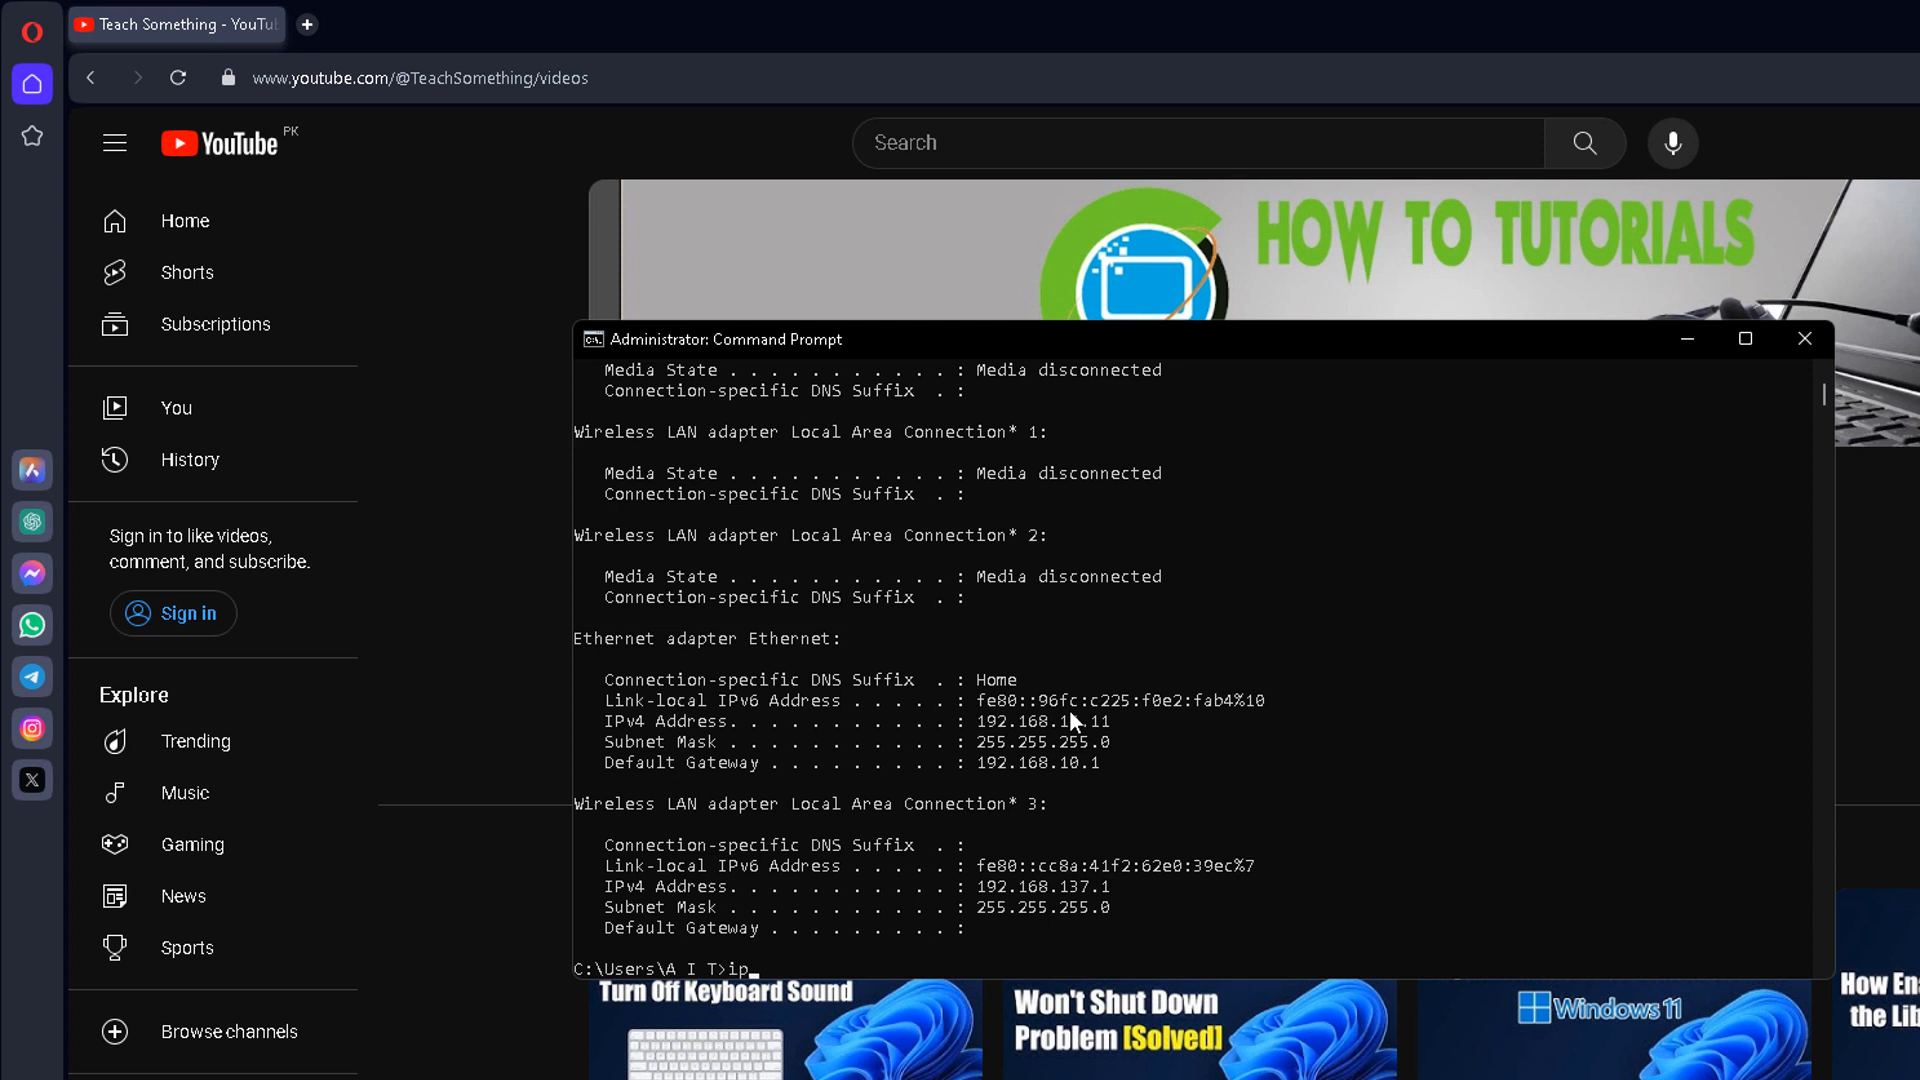 Teach Something - YouTu
www.youtube.com/@TeachSomething/videos
YouTube PK
Search
Home
Shorts
Subscriptions
You
History
Sign in to like videos,
comment, and subscribe.
Sign in
Explore
Trending
Music
Gaming
News
Sports
Browse channels
HOW TO TUTORIALS
Administrator: Command Prompt
Media State . . . . . . . . . . . : Media disconnected
Connection-specific DNS Suffix  . :
Wireless LAN adapter Local Area Connection* 1:
Media State . . . . . . . . . . . : Media disconnected
Connection-specific DNS Suffix  . :
Wireless LAN adapter Local Area Connection* 2:
Media State . . . . . . . . . . . : Media disconnected
Connection-specific DNS Suffix  . :
Ethernet adapter Ethernet:
Connection-specific DNS Suffix  . : Home
Link-local IPv6 Address . . . . . : fe80::96fc:c225:f0e2:fab4%10
IPv4 Address. . . . . . . . . . . : 192.168.10.11
Subnet Mask . . . . . . . . . . . : 255.255.255.0
Default Gateway . . . . . . . . . : 192.168.10.1
Wireless LAN adapter Local Area Connection* 3:
Connection-specific DNS Suffix  . :
Link-local IPv6 Address . . . . . : fe80::cc8a:41f2:62e0:39ec%7
IPv4 Address. . . . . . . . . . . : 192.168.137.1
Subnet Mask . . . . . . . . . . . : 255.255.255.0
Default Gateway . . . . . . . . . :
C:\Users\A I T>ip_
Turn Off Keyboard Sound
Won't Shut Down
Problem [Solved]
Windows 11
How En
the Lib